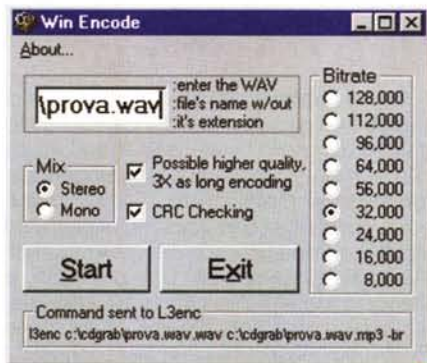 Win Encode
About...
\prova.wav
:enter the WAV
:file's name w/out
:it's extension
Mix
Stereo
Mono
Possible higher quality,
3X as long encoding
CRC Checking
Bitrate
128,000
112,000
96,000
64,000
56,000
32,000
24,000
16,000
8,000
Start
Exit
Command sent to L3enc
l3enc c:\cdgrab\prova.wav.wav c:\cdgrab\prova.wav.mp3 -br